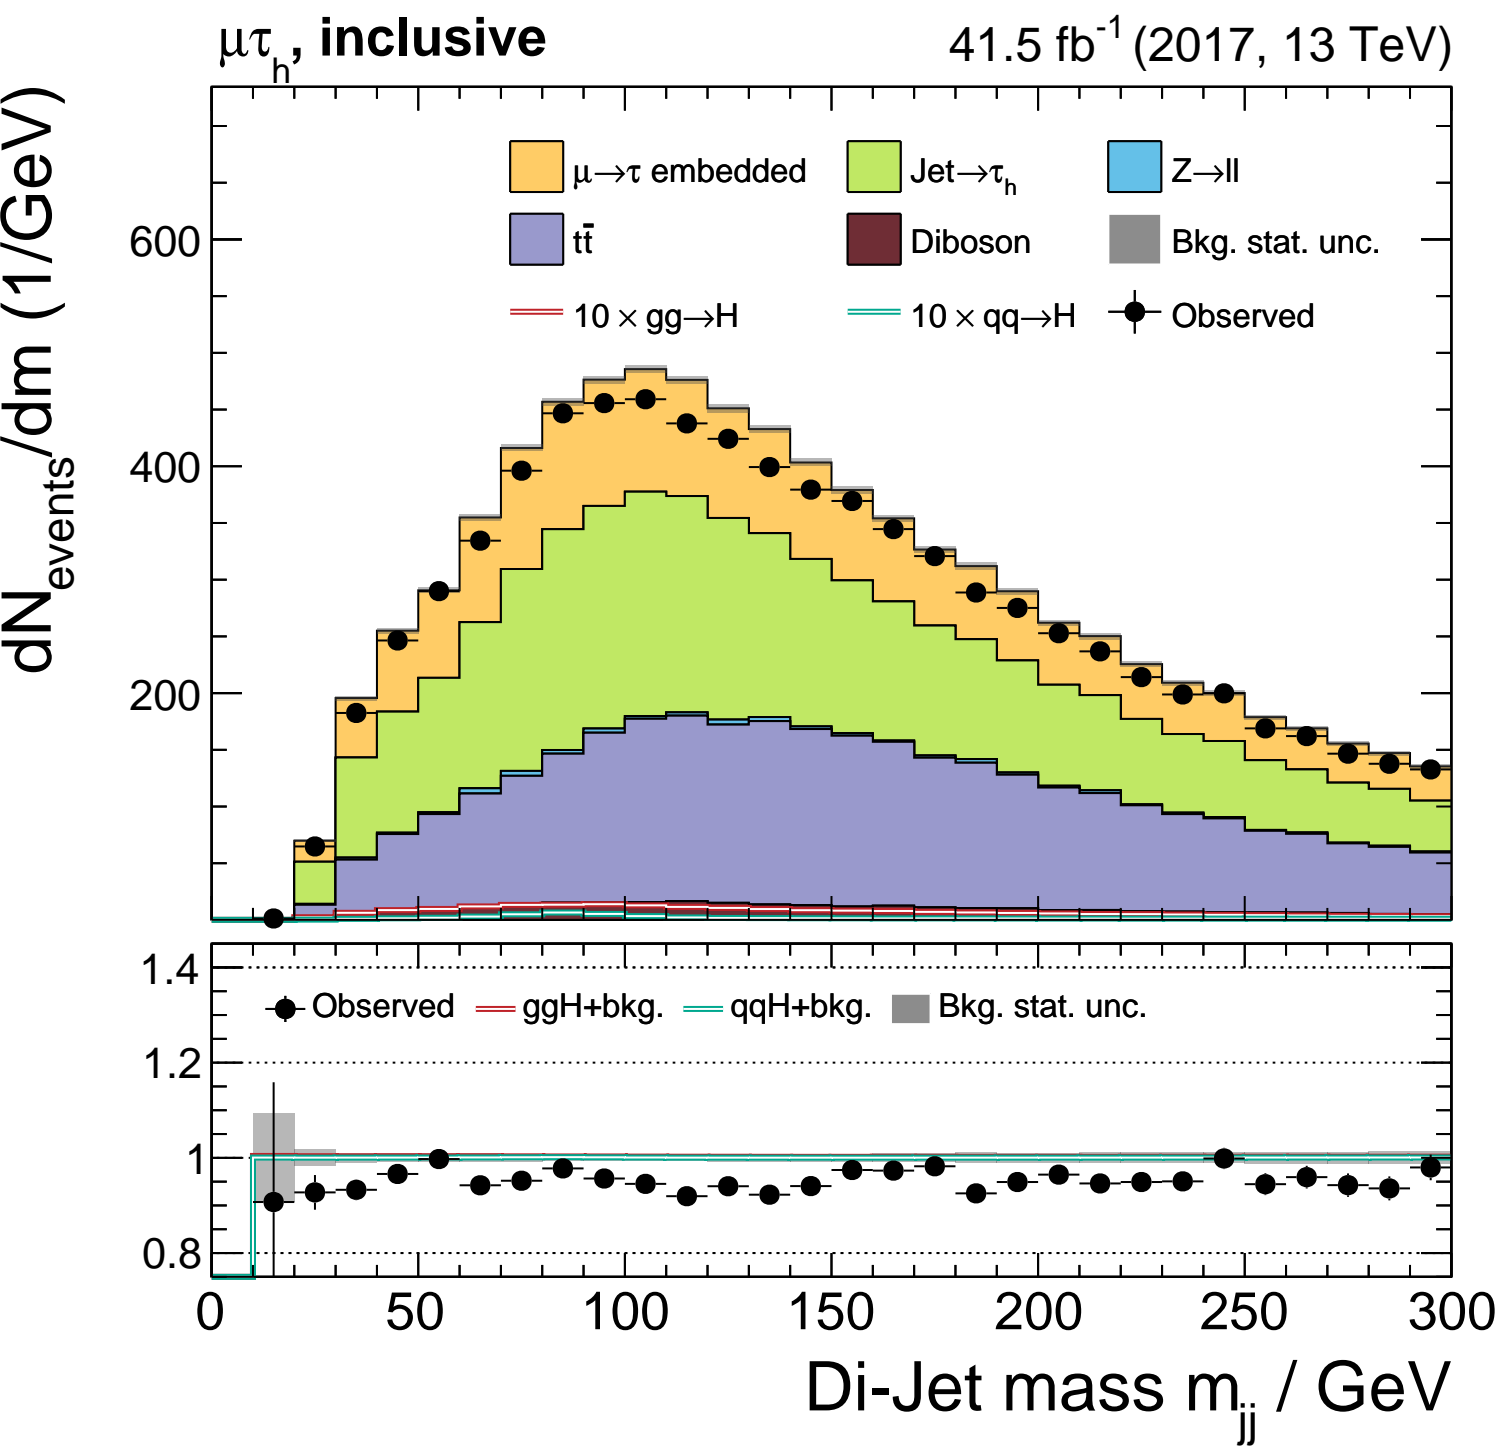 μτh, inclusive 41.5 fb-1 (2017, 13 TeV)
dNevents/dm (1/GeV)
μ→τ embedded Jet→τh Z→ll
tt̄ Diboson Bkg. stat. unc.
10 × gg→H 10 × qq→H Observed
600
400
200
1.4
Observed ggH+bkg. qqH+bkg. Bkg. stat. unc.
1.2
1
0.8
0 50 100 150 200 250 300
Di-Jet mass mjj / GeV